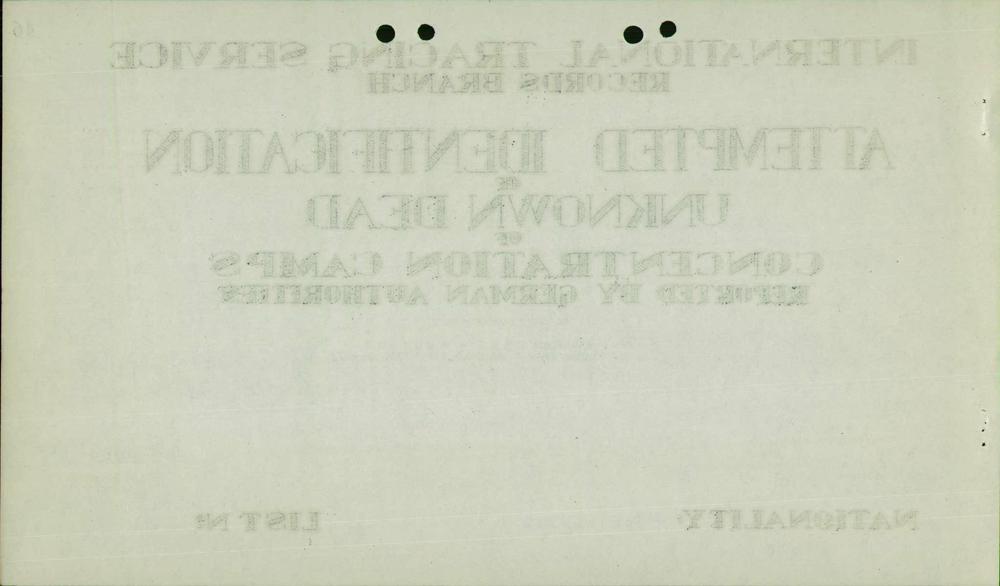 INTERNATIONAL TRACING SERVICE
RECORDS BRANCH
ATTEMPTED IDENTIFICATION
OF
UNKNOWN DEAD
OF
CONCENTRATION CAMPS
REPORTED BY GERMAN AUTHORITIES
NATIONALITY: LIST Nº